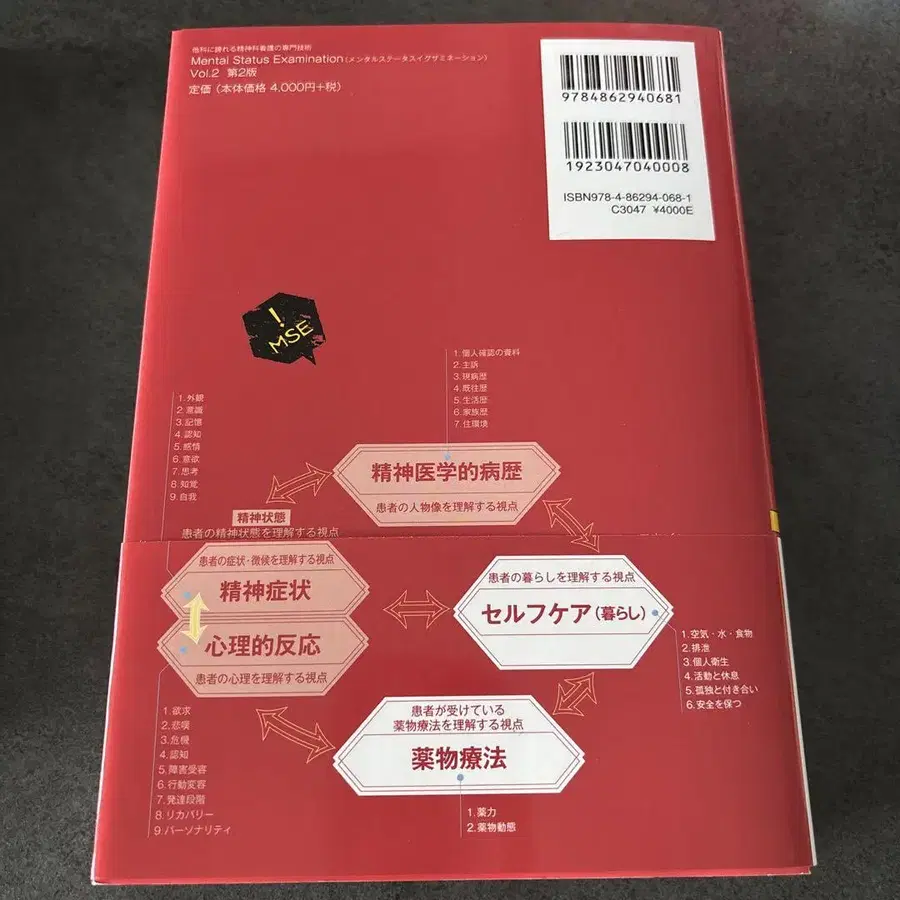 他科に誇れる精神科看護の専門技術
Mental Status Examination(メンタルステータスイグザミネーション)
Vol.2 第2版
定価(本体価格 4,000円+税)
9784862940681
1923047040008
ISBN978-4-86294-068-1
C3047 ¥4000E
!
MSE
1.個人確認の資料
2.主訴
3.現病歴
4.既往歴
5.生活歴
6.家族歴
7.住環境
1.外観
2.意識
3.記憶
4.認知
5.感情
6.意欲
7.思考
8.知覚
9.自我
精神医学的病歴
患者の人物像を理解する視点
精神状態
患者の精神状態を理解する視点
患者の症状・徴候を理解する視点
精神症状
心理的反応
患者の心理を理解する視点
患者の暮らしを理解する視点
セルフケア(暮らし)
1.空気・水・食物
2.排泄
3.個人衛生
4.活動と休息
5.孤独と付き合い
6.安全を保つ
1.欲求
2.悲嘆
3.危機
4.認知
5.障害受容
6.行動変容
7.発達段階
8.リカバリー
9.パーソナリティ
患者が受けている
薬物療法を理解する視点
薬物療法
1.薬力
2.薬物動態